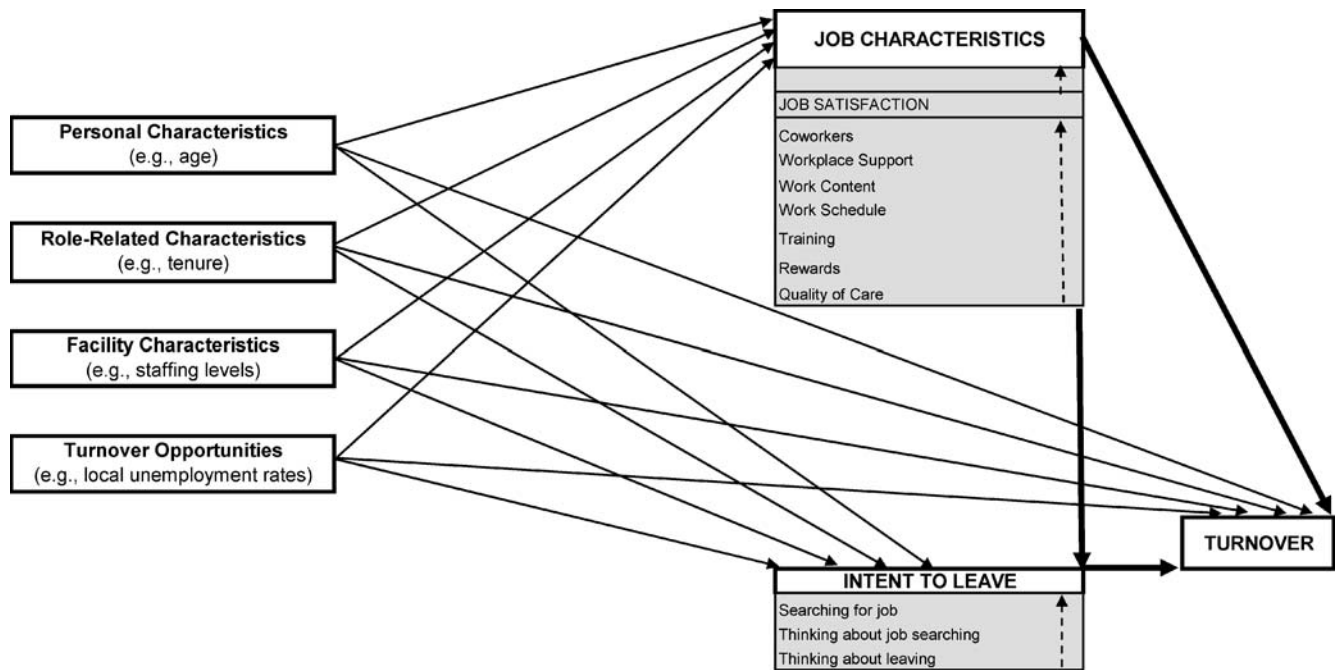 JOB CHARACTERISTICS
JOB SATISFACTION
Coworkers
Workplace Support
Work Content
Work Schedule
Training
Rewards
Quality of Care
Personal Characteristics
(e.g., age)
Role-Related Characteristics
(e.g., tenure)
Facility Characteristics
(e.g., staffing levels)
Turnover Opportunities
(e.g., local unemployment rates)
TURNOVER
INTENT TO LEAVE
Searching for job
Thinking about job searching
Thinking about leaving